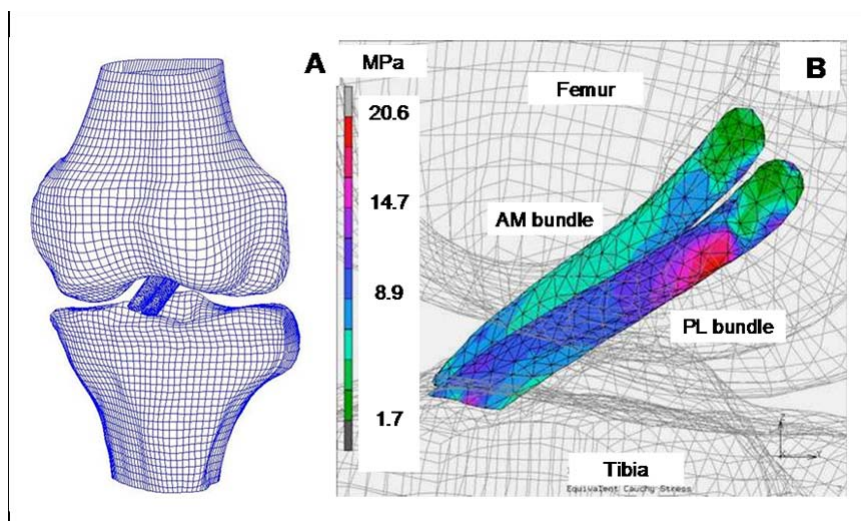 A
MPa
20.6
14.7
8.9
1.7
B
Femur
AM bundle
PL bundle
Tibia
Equivalent Cauchy Stress